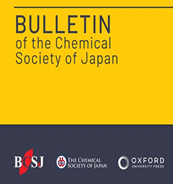 BULLETIN
of the Chemical
Society of Japan
BCSJ
THE CHEMICAL
SOCIETY OF JAPAN
OXFORD
UNIVERSITY PRESS